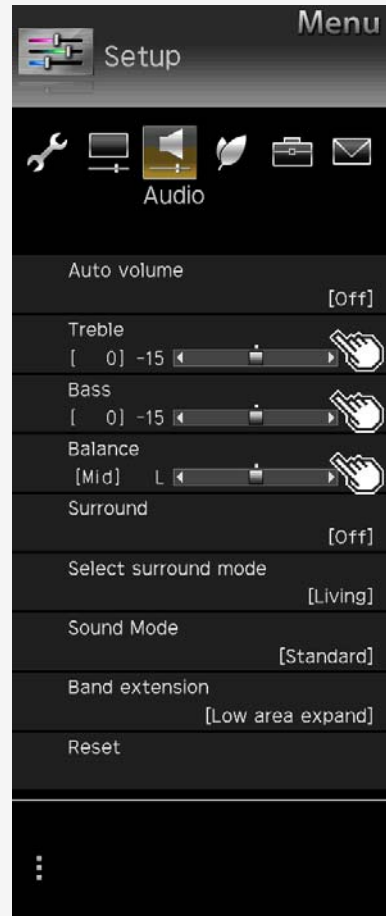 Menu
Setup
Audio
Auto volume
[Off]
Treble
[ 0] -15
Bass
[ 0] -15
Balance
[Mid] L
Surround
[Off]
Select surround mode
[Living]
Sound Mode
[Standard]
Band extension
[Low area expand]
Reset